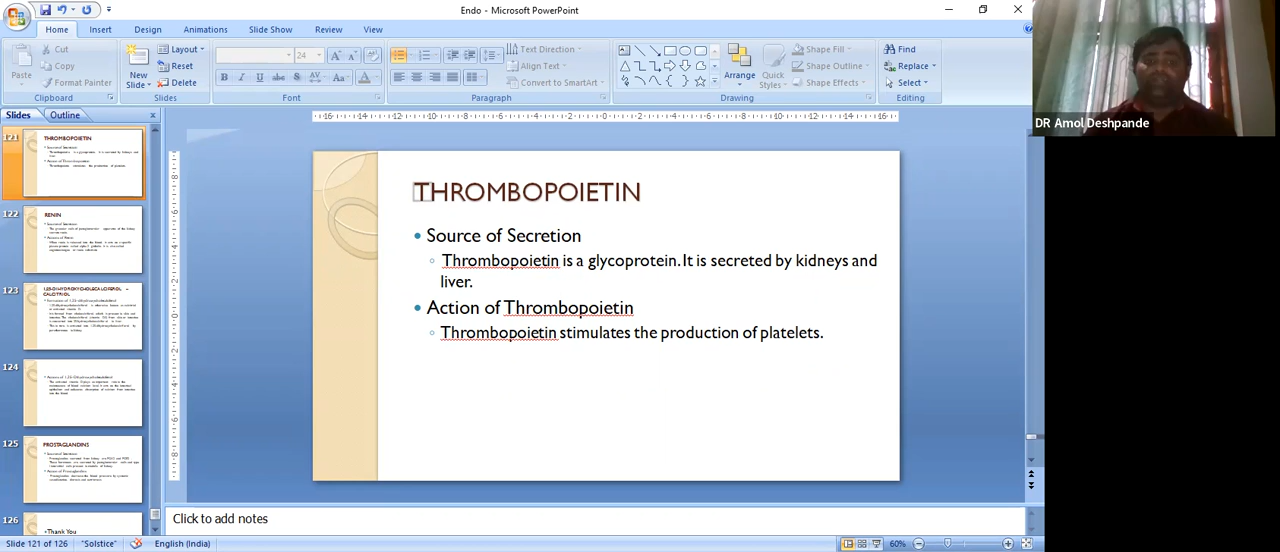 Endo - Microsoft PowerPoint
Home Insert Design Animations Slide Show Review View
Cut
Copy
Format Painter
Paste
Clipboard
New
Slide
Layout
Reset
Delete
Slides
24
Font
Paragraph
Text Direction
Align Text
Convert to SmartArt
Arrange
Quick
Styles
Shape Fill
Shape Outline
Shape Effects
Drawing
Find
Replace
Select
Editing
DR Amol Deshpande
Slides Outline
121
THROMBOPOIETIN
122
RENIN
123
124
125
PROSTAGLANDINS
126
Thank You
THROMBOPOIETIN
Source of Secretion
Thrombopoietin is a glycoprotein. It is secreted by kidneys and
liver.
Action of Thrombopoietin
Thrombopoietin stimulates the production of platelets.
Click to add notes
Slide 121 of 126 "Solstice" English (India) 60%